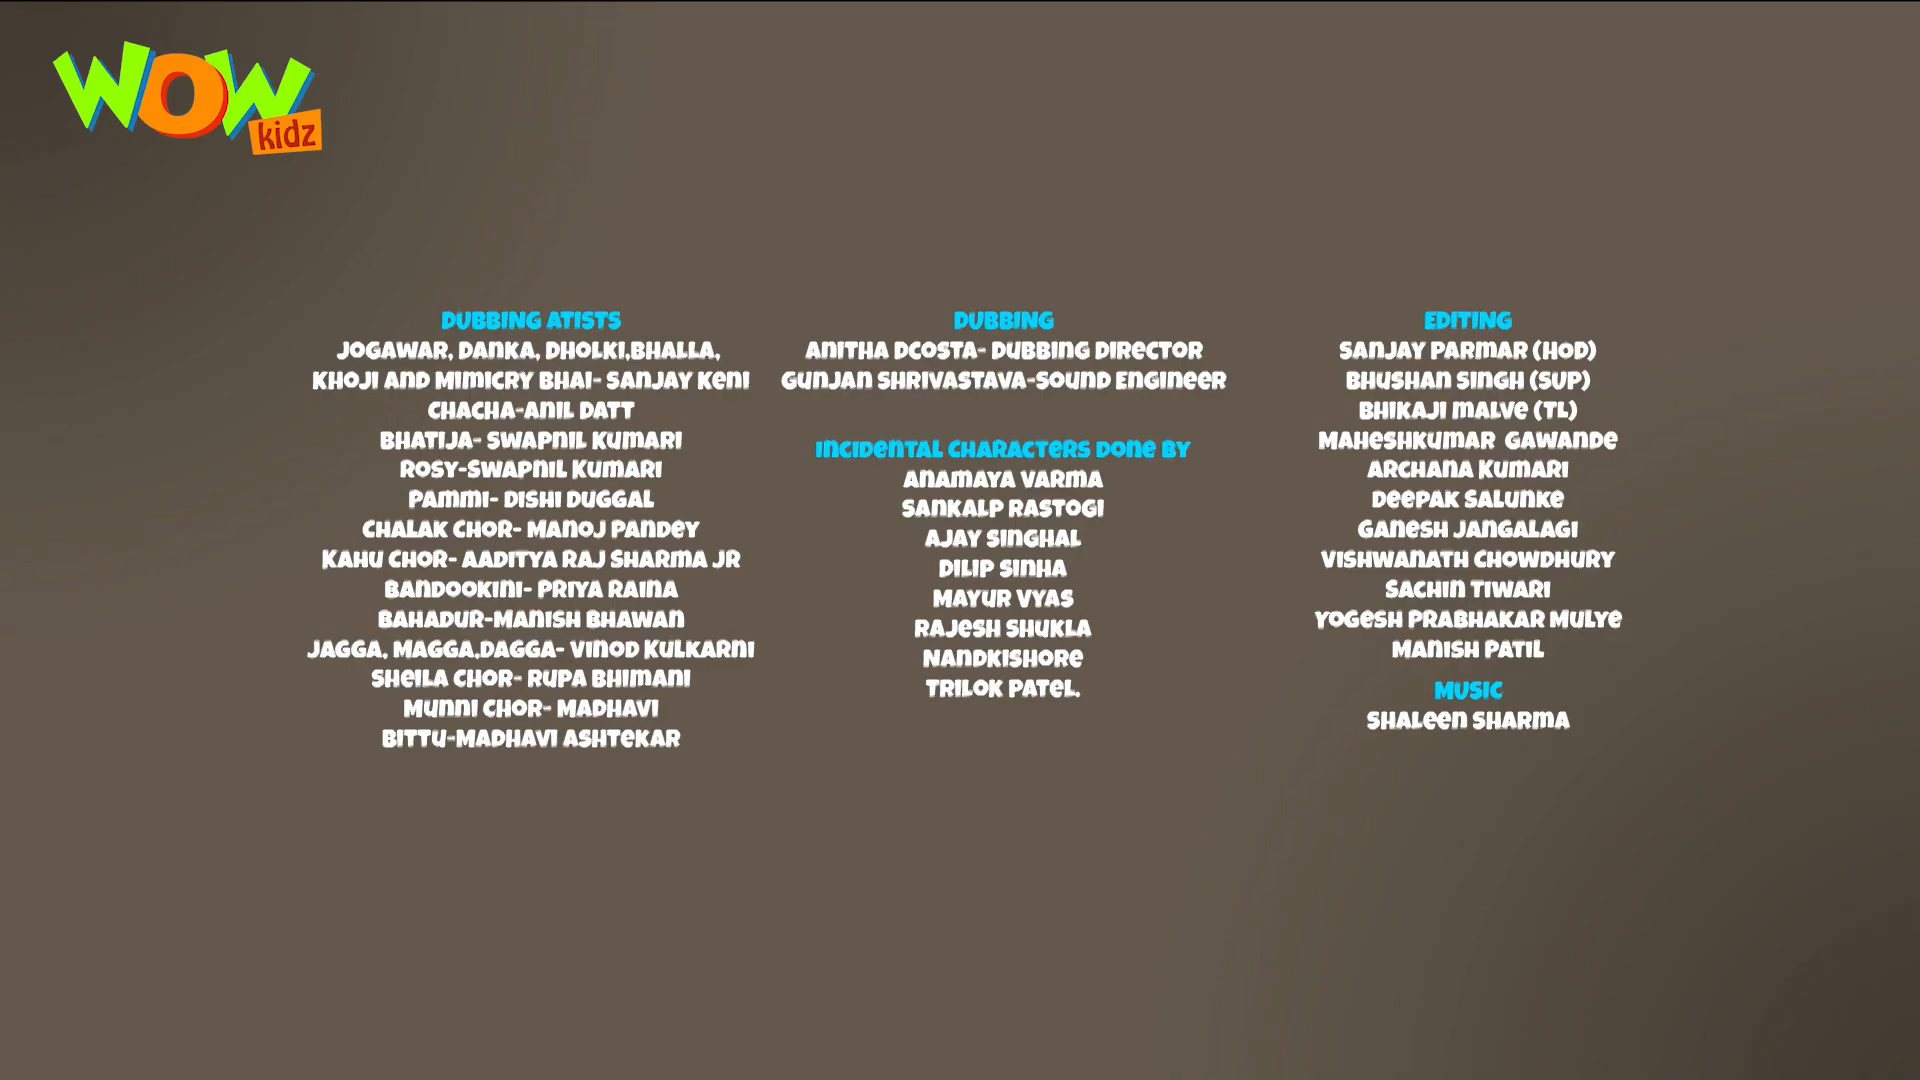 WOW
kidz
DUBBING ATISTS
JOGAWAR, DANKA, DHOLKI,BHALLA,
KHOJI AND MIMICRY BHAI- SANJAY KENI
CHACHA-ANIL DATT
BHATIJA- SWAPNIL KUMARI
ROSY-SWAPNIL KUMARI
PAMMI- DISHI DUGGAL
CHALAK CHOR- MANOJ PANDEY
KAHU CHOR- AADITYA RAJ SHARMA JR
BANDOOKINI- PRIYA RAINA
BAHADUR-MANISH BHAWAN
JAGGA, MAGGA,DAGGA- VINOD KULKARNI
SHEILA CHOR- RUPA BHIMANI
MUNNI CHOR- MADHAVI
BITTU-MADHAVI ASHTEKAR
DUBBING
ANITHA DCOSTA- DUBBING DIRECTOR
GUNJAN SHRIVASTAVA-SOUND ENGINEER
INCIDENTAL CHARACTERS DONE BY
ANAMAYA VARMA
SANKALP RASTOGI
AJAY SINGHAL
DILIP SINHA
MAYUR VYAS
RAJESH SHUKLA
NANDKISHORE
TRILOK PATEL.
EDITING
SANJAY PARMAR (HOD)
BHUSHAN SINGH (SUP)
BHIKAJI MALVE (TL)
MAHESHKUMAR GAWANDE
ARCHANA KUMARI
DEEPAK SALUNKE
GANESH JANGALAGI
VISHWANATH CHOWDHURY
SACHIN TIWARI
YOGESH PRABHAKAR MULYE
MANISH PATIL
MUSIC
SHALEEN SHARMA